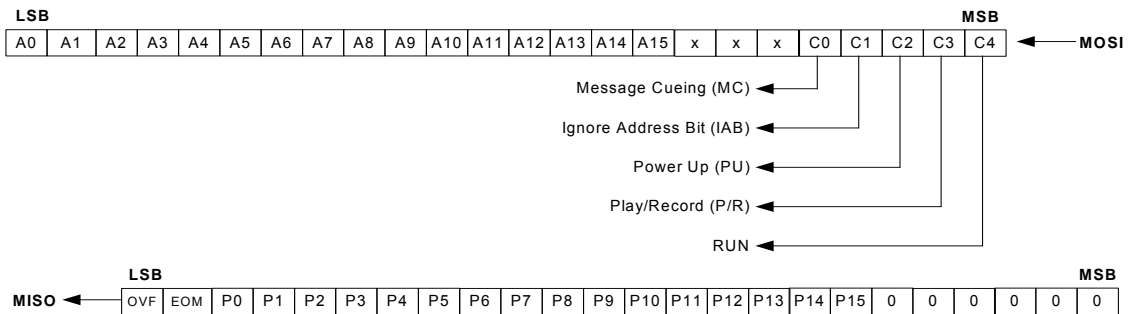 LSB MSB
A0 A1 A2 A3 A4 A5 A6 A7 A8 A9 A10 A11 A12 A13 A14 A15 x x x C0 C1 C2 C3 C4 MOSI
Message Cueing (MC)
Ignore Address Bit (IAB)
Power Up (PU)
Play/Record (P/R)
RUN
LSB MSB
MISO OVF EOM P0 P1 P2 P3 P4 P5 P6 P7 P8 P9 P10 P11 P12 P13 P14 P15 0 0 0 0 0 0